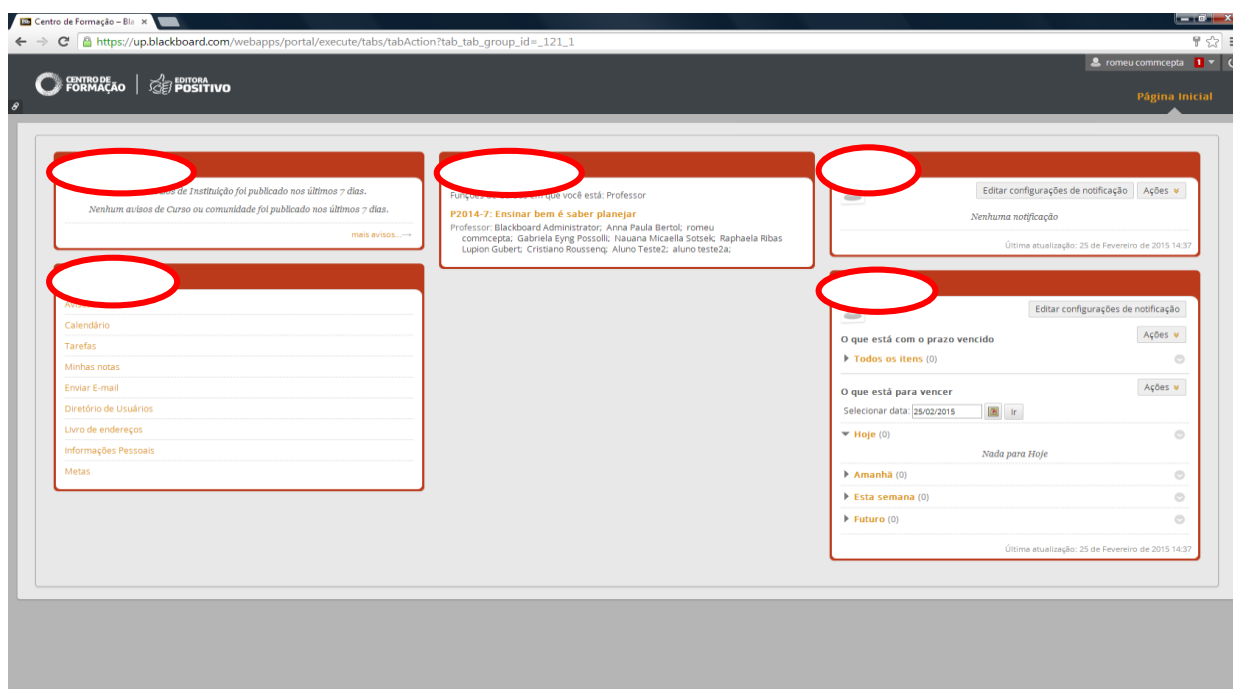 Centro de Formação – Bla
https://up.blackboard.com/webapps/portal/execute/tabs/tabAction?tab_tab_group_id=_121_1
romeu commcepta 1
CENTRO DE FORMAÇÃO
EDITORA POSITIVO
Página Inicial
de Instituição foi publicado nos últimos 7 dias.
Nenhum avisos de Curso ou comunidade foi publicado nos últimos 7 dias.
mais avisos...→
Calendário
Tarefas
Minhas notas
Enviar E-mail
Diretório de Usuários
Livro de endereços
Informações Pessoais
Metas
que você está: Professor
P2014-7: Ensinar bem é saber planejar
Professor: Blackboard Administrator; Anna Paula Bertol; romeu
commcepta; Gabriela Eyng Possolli; Nauana Micaella Sotsek; Raphaela Ribas
Lupion Gubert; Cristiano Roussenq; Aluno Teste2; aluno teste2a;
Editar configurações de notificação Ações
Nenhuma notificação
Última atualização: 25 de Fevereiro de 2015 14:37
Editar configurações de notificação
O que está com o prazo vencido Ações
Todos os itens (0)
O que está para vencer Ações
Selecionar data: 25/02/2015 Ir
Hoje (0)
Nada para Hoje
Amanhã (0)
Esta semana (0)
Futuro (0)
Última atualização: 25 de Fevereiro de 2015 14:37